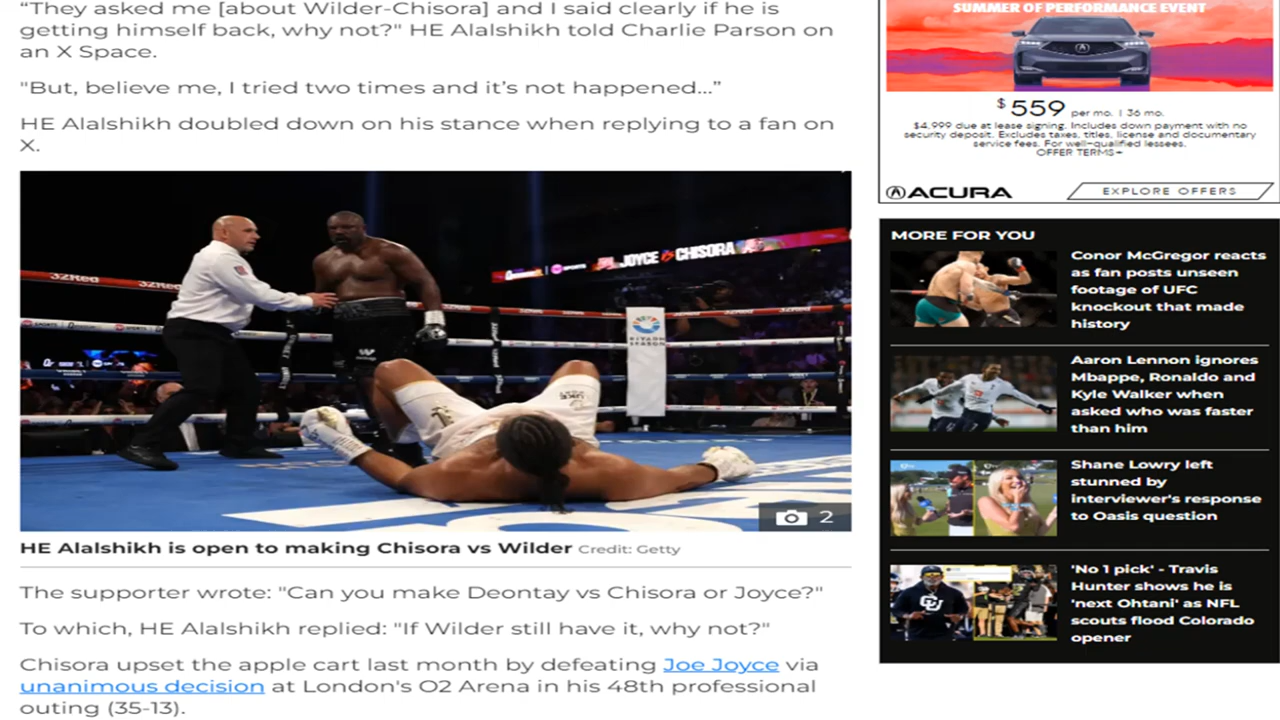 “They asked me [about Wilder-Chisora] and I said clearly if he is
getting himself back, why not?" HE Alalshikh told Charlie Parson on
an X Space.
"But, believe me, I tried two times and it’s not happened...”
HE Alalshikh doubled down on his stance when replying to a fan on
X.
32Red
32Red
JOYCE CHISORA
RIYADH
SEASON
2
HE Alalshikh is open to making Chisora vs Wilder Credit: Getty
The supporter wrote: "Can you make Deontay vs Chisora or Joyce?"
To which, HE Alalshikh replied: "If Wilder still have it, why not?"
Chisora upset the apple cart last month by defeating Joe Joyce via
unanimous decision at London's O2 Arena in his 48th professional
outing (35-13).
SUMMER OF PERFORMANCE EVENT
$559 per mo. | 36 mo.
$4,999 due at lease signing. Includes down payment with no
security deposit. Excludes taxes, titles, license and documentary
service fees. For well-qualified lessees.
OFFER TERMS+
ACURA
EXPLORE OFFERS
MORE FOR YOU
Conor McGregor reacts
as fan posts unseen
footage of UFC
knockout that made
history
Aaron Lennon ignores
Mbappe, Ronaldo and
Kyle Walker when
asked who was faster
than him
Shane Lowry left
stunned by
interviewer's response
to Oasis question
'No 1 pick' - Travis
Hunter shows he is
'next Ohtani' as NFL
scouts flood Colorado
opener